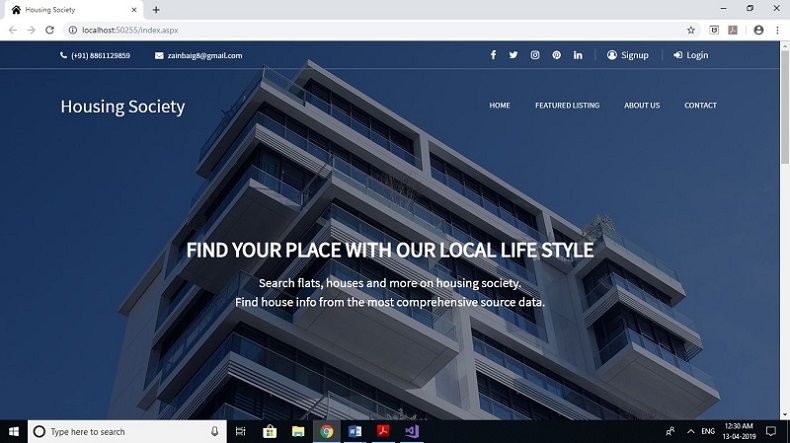 Housing Society
localhost:50255/index.aspx
(+91) 8861129859 zainbaig8@gmail.com Signup Login
Housing Society HOME FEATURED LISTING ABOUT US CONTACT
FIND YOUR PLACE WITH OUR LOCAL LIFE STYLE
Search flats, houses and more on housing society.
Find house info from the most comprehensive source data.
Type here to search
ENG
12:30 AM
13-04-2019